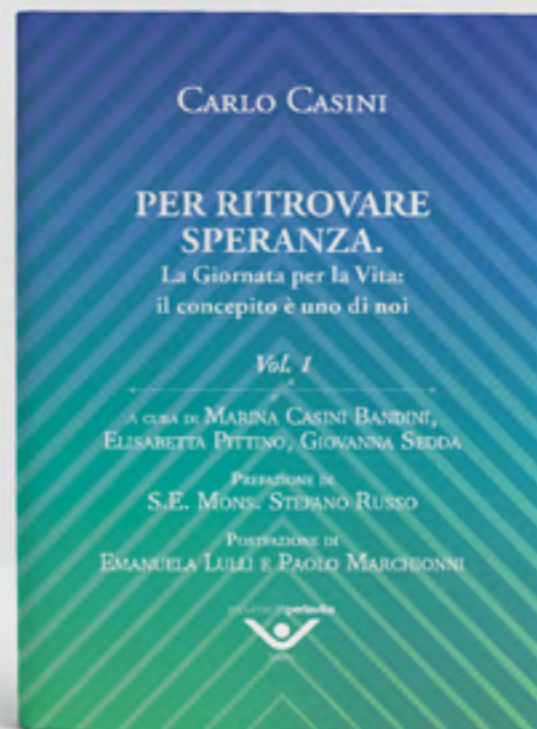 CARLO CASINI
PER RITROVARE
SPERANZA.
La Giornata per la Vita:
il concepito è uno di noi
Vol. I
A CURA DI MARINA CASINI BANDINI,
ELISABETTA PITTINO, GIOVANNA SEDDA
PREFAZIONE DI
S.E. MONS. STEFANO RUSSO
POSTFAZIONE DI
EMANUELA LULLI E PAOLO MARCHIONNI